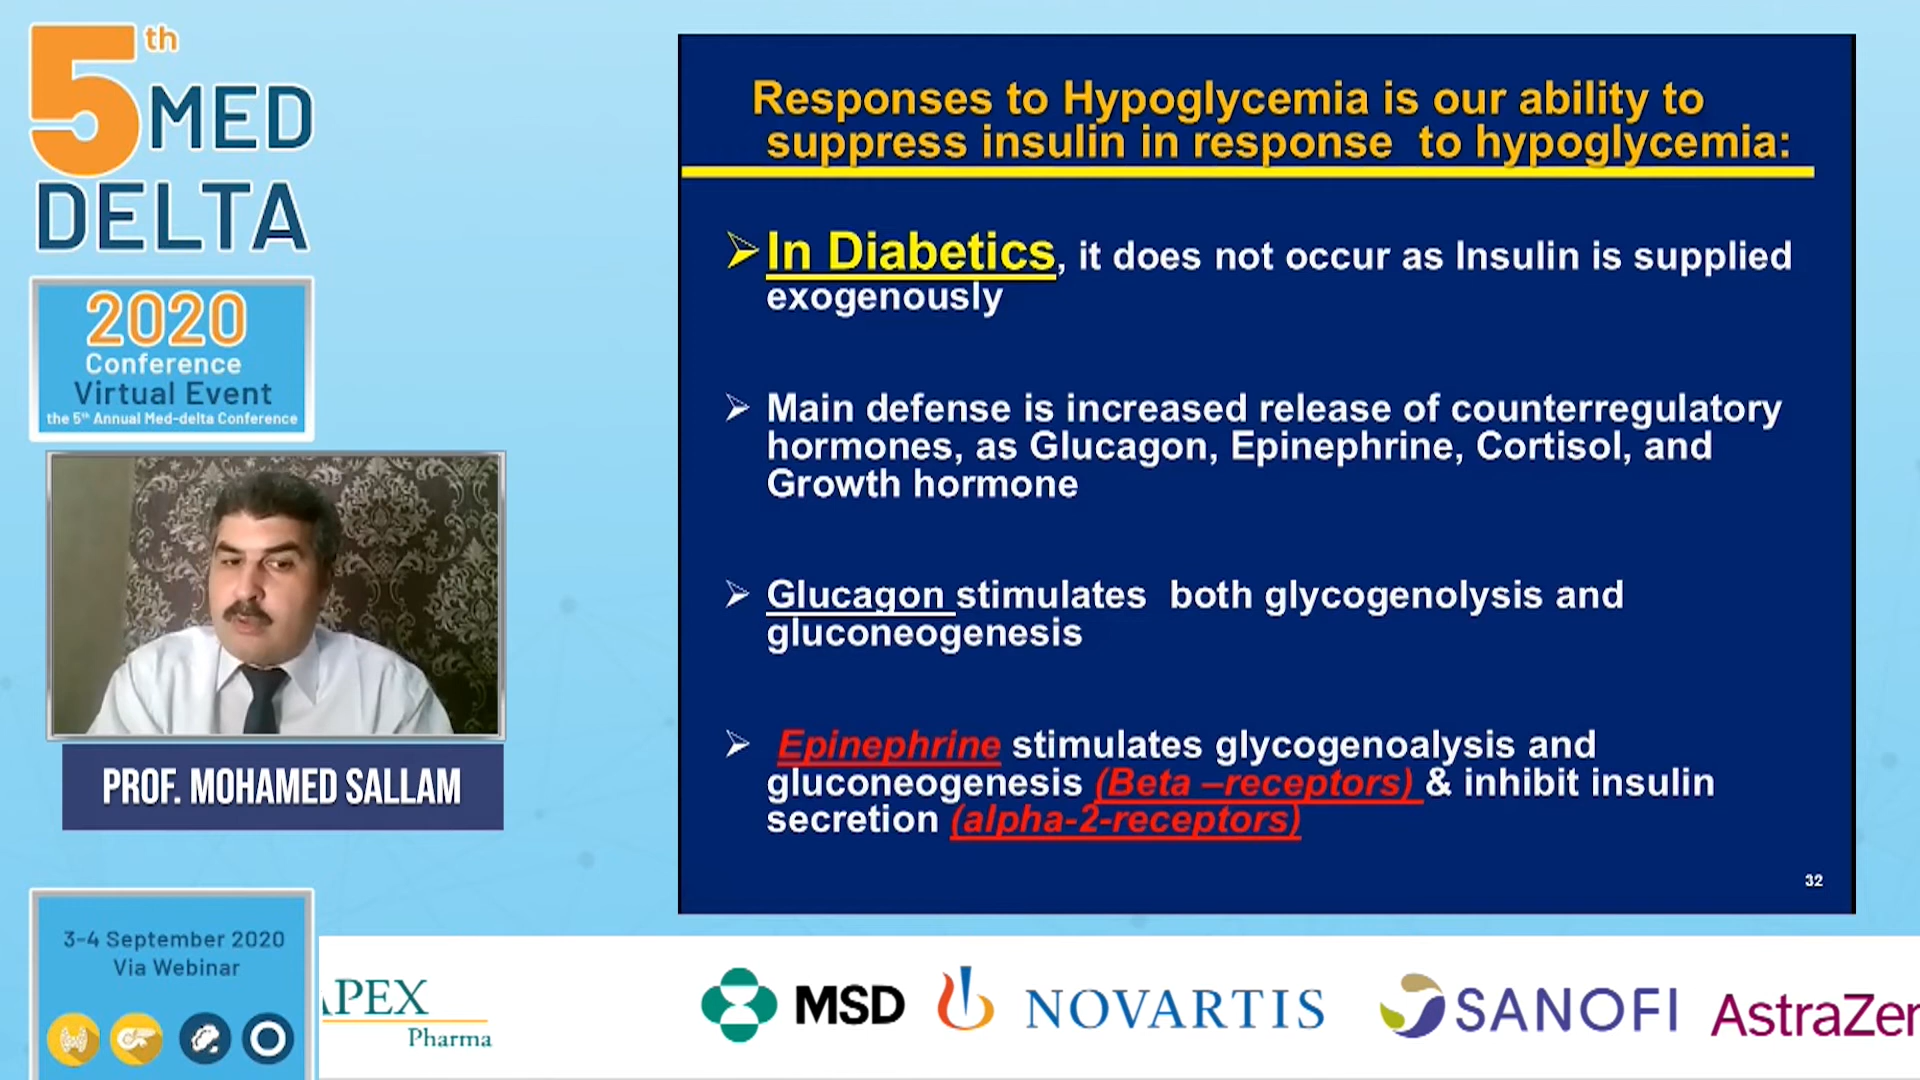 5th
MED
DELTA
2020
Conference
Virtual Event
the 5th Annual Med-delta Conference
PROF. MOHAMED SALLAM
3-4 September 2020
Via Webinar
Responses to Hypoglycemia is our ability to
suppress insulin in response to hypoglycemia:
➢In Diabetics, it does not occur as Insulin is supplied
exogenously
➢ Main defense is increased release of counterregulatory
hormones, as Glucagon, Epinephrine, Cortisol, and
Growth hormone
➢ Glucagon stimulates both glycogenolysis and
gluconeogenesis
➢ Epinephrine stimulates glycogenoalysis and
gluconeogenesis (Beta –receptors) & inhibit insulin
secretion (alpha-2-receptors)
32
APEX
Pharma
MSD
NOVARTIS
SANOFI
AstraZen